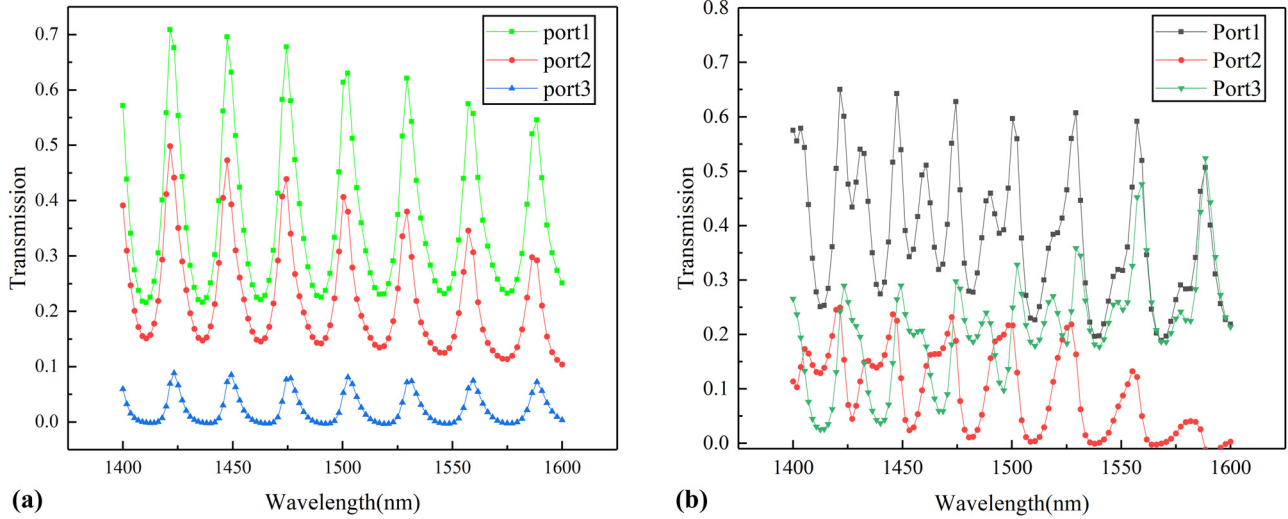 port1
port2
port3
0.7
0.6
0.5
0.4
0.3
0.2
0.1
0.0
Transmission
1400
1450
1500
1550
1600
Wavelength(nm)
(a)
Port1
Port2
Port3
0.8
0.7
0.6
0.5
0.4
0.3
0.2
0.1
0.0
Transmission
1400
1450
1500
1550
1600
Wavelength(nm)
(b)